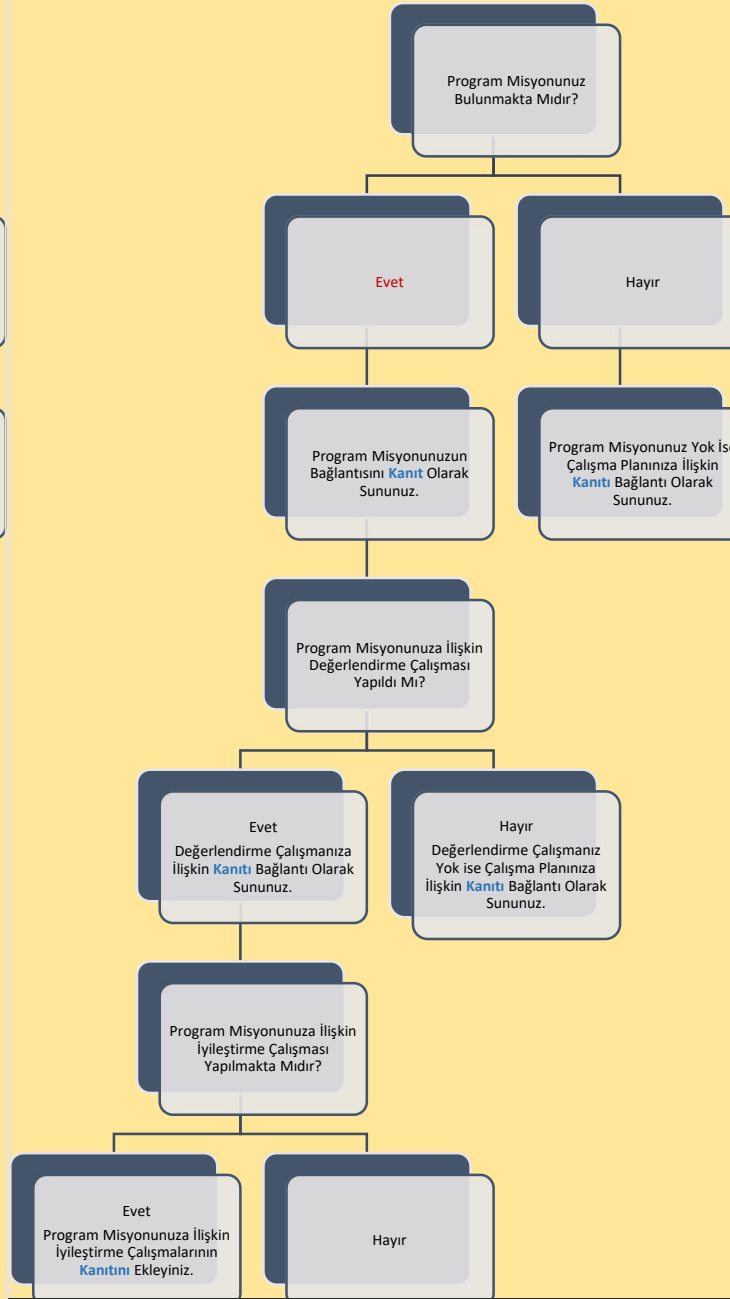 Program Misyonunuz
Bulunmakta Mıdır?
Evet
Hayır
Program Misyonunuzun
Bağlantısını Kanıt Olarak
Sununuz.
Program Misyonunuz Yok İse
Çalışma Planınıza İlişkin
Kanıtı Bağlantı Olarak
Sununuz.
Program Misyonunuza İlişkin
Değerlendirme Çalışması
Yapıldı Mı?
Evet
Değerlendirme Çalışmanıza
İlişkin Kanıtı Bağlantı Olarak
Sununuz.
Hayır
Değerlendirme Çalışmanız
Yok ise Çalışma Planınıza
İlişkin Kanıtı Bağlantı Olarak
Sununuz.
Program Misyonunuza İlişkin
İyileştirme Çalışması
Yapılmakta Mıdır?
Evet
Program Misyonunuza İlişkin
İyileştirme Çalışmalarının
Kanıtını Ekleyiniz.
Hayır